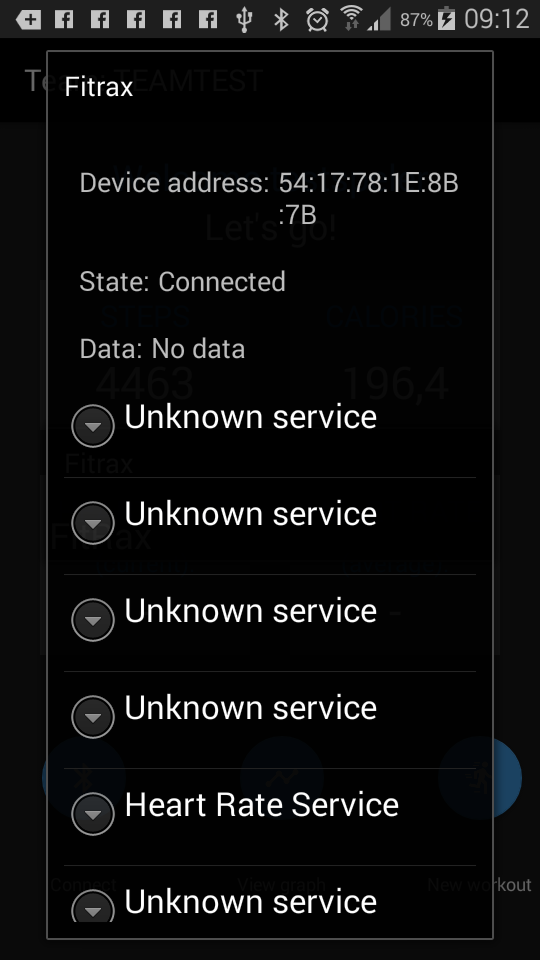 87% 09:12
Team: TEAMTEST
Fitrax
Device address: 54:17:78:1E:8B
:7B
Let's go!
State: Connected
STEPS CALORIES
Data: No data
4463 196,4
Unknown service
Fitrax
Unknown service
Fitrax
Unknown service
-
Unknown service
Heart Rate Service
Connect View graph New workout
Unknown service